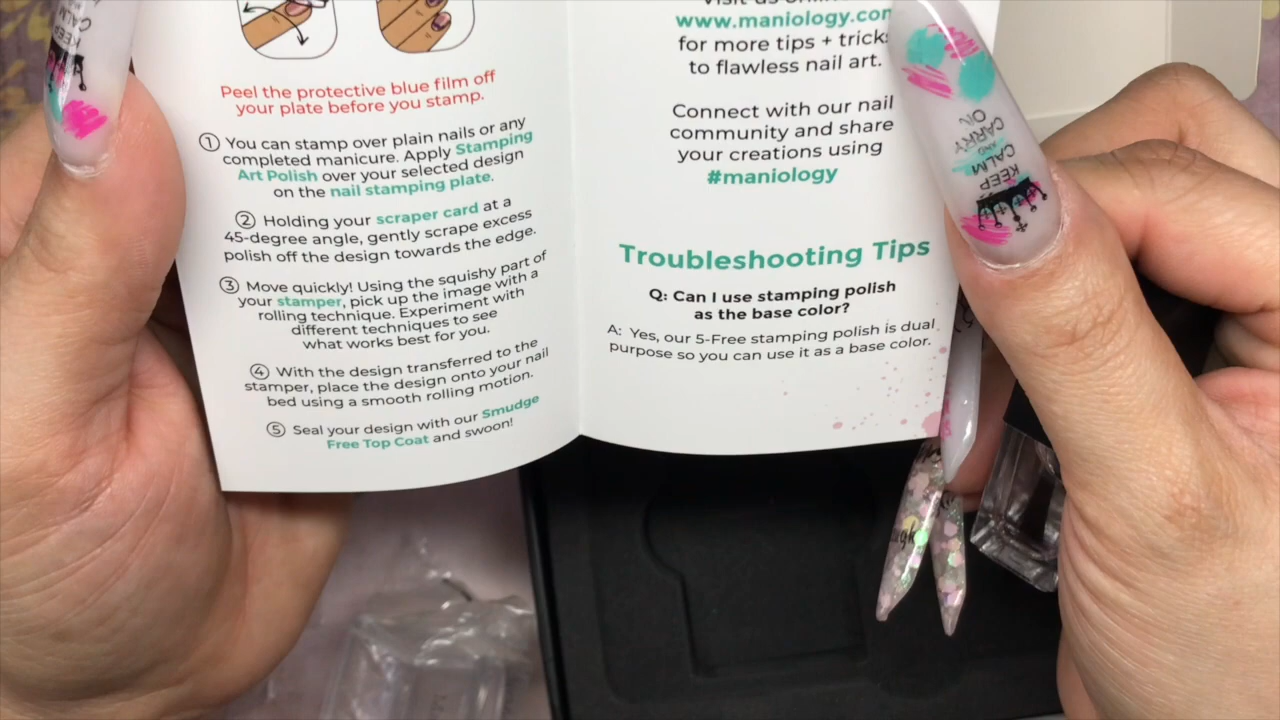 Peel the protective blue film off
your plate before you stamp.
① You can stamp over plain nails or any
completed manicure. Apply Stamping
Art Polish over your selected design
on the nail stamping plate.
② Holding your scraper card at a
45-degree angle, gently scrape excess
polish off the design towards the edge.
③ Move quickly! Using the squishy part of
your stamper, pick up the image with a
rolling technique. Experiment with
different techniques to see
what works best for you.
④ With the design transferred to the
stamper, place the design onto your nail
bed using a smooth rolling motion.
⑤ Seal your design with our Smudge
Free Top Coat and swoon!
www.maniology.com
for more tips + tricks
to flawless nail art.
Connect with our nail
community and share
your creations using
#maniology
Troubleshooting Tips
Q: Can I use stamping polish
as the base color?
A: Yes, our 5-Free stamping polish is dual
purpose so you can use it as a base color.
KEEP
CALM
KEEP
CALM
AND
CARRY
ON